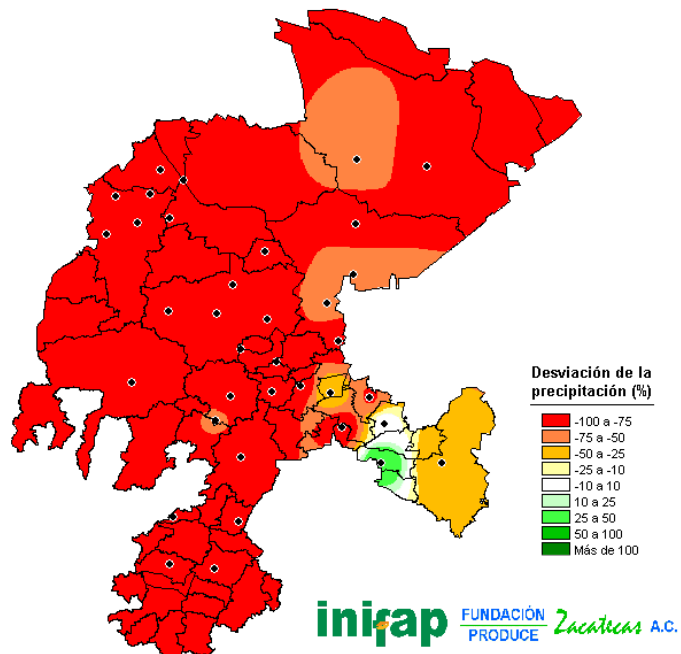 Desviación de la
precipitación (%)
-100 a -75
-75 a -50
-50 a -25
-25 a -10
-10 a 10
10 a 25
25 a 50
50 a 100
Más de 100
inifap
FUNDACIÓN
PRODUCE
Zacatecas A.C.